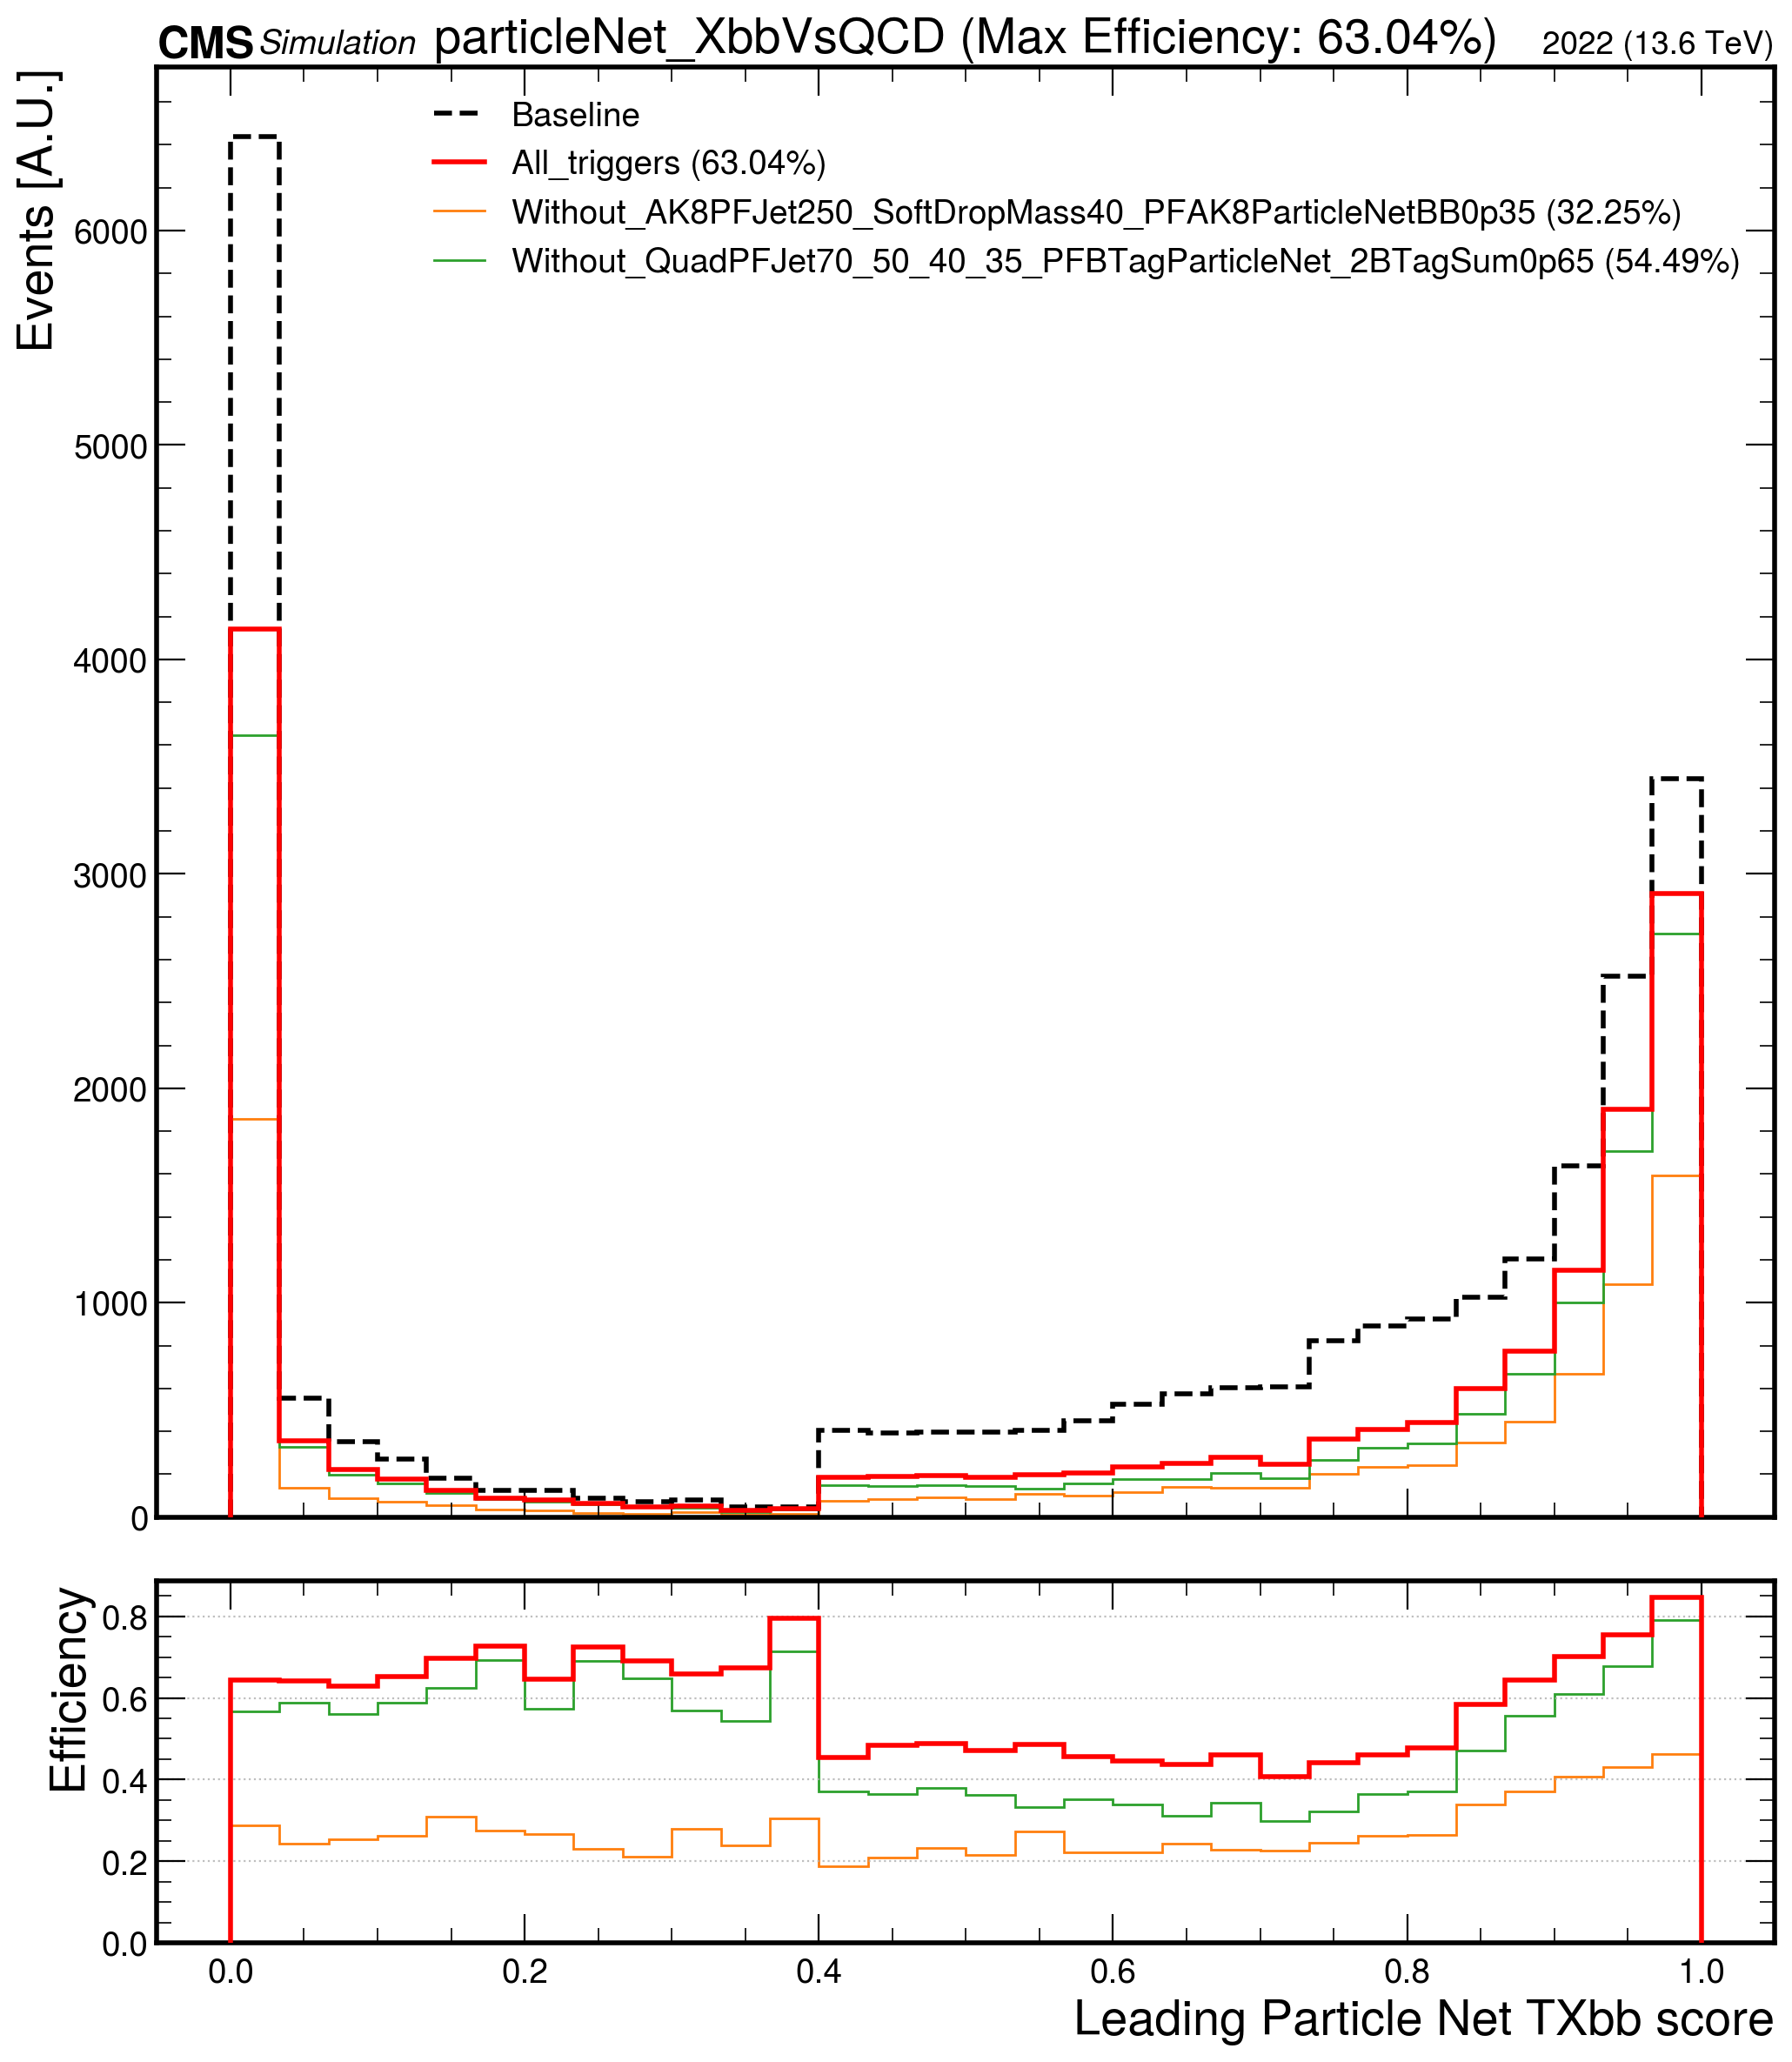 CMS Simulation particleNet_XbbVsQCD (Max Efficiency: 63.04%) 2022 (13.6 TeV)
Events [A.U.]
Baseline
All_triggers (63.04%)
Without_AK8PFJet250_SoftDropMass40_PFAK8ParticleNetBB0p35 (32.25%)
Without_QuadPFJet70_50_40_35_PFBTagParticleNet_2BTagSum0p65 (54.49%)
6000
5000
4000
3000
2000
1000
0
Efficiency
0.8
0.6
0.4
0.2
0.0
0.0 0.2 0.4 0.6 0.8 1.0
Leading Particle Net TXbb score